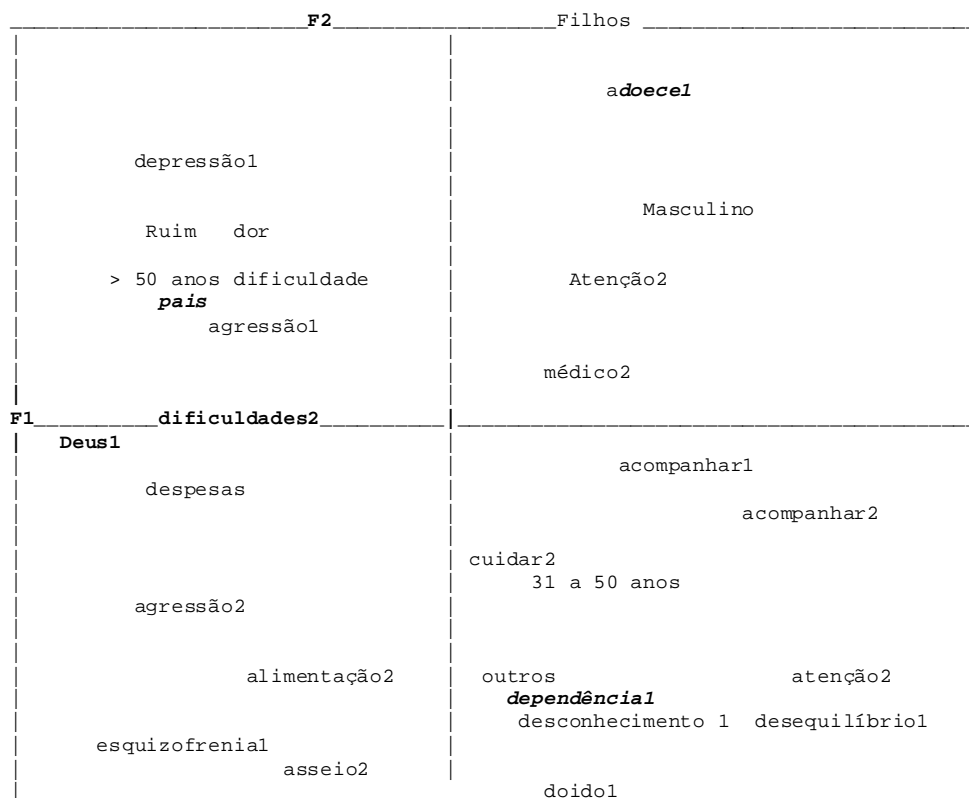 F2 Filhos
adoece1
depressão1
Masculino
Ruim dor
> 50 anos dificuldade Atenção2
pais
agressão1
médico2
F1 dificuldades2
Deus1
acompanhar1
despesas
acompanhar2
cuidar2
31 a 50 anos
agressão2
alimentação2 outros atenção2
dependência1
desconhecimento 1 desequilíbrio1
esquizofrenia1
asseio2
doido1